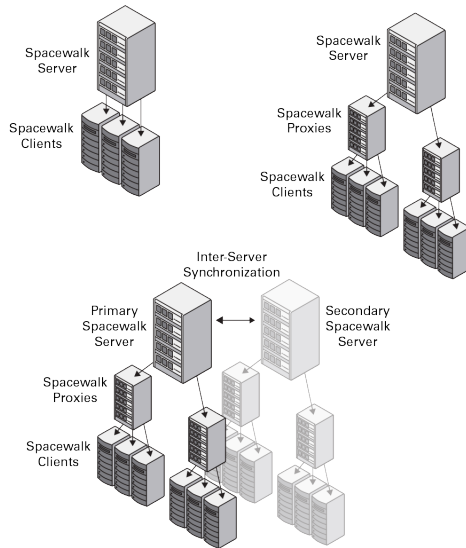 Spacewalk
Server
Spacewalk
Clients
Spacewalk
Server
Spacewalk
Proxies
Spacewalk
Clients
Inter-Server
Synchronization
Primary
Spacewalk
Server
Secondary
Spacewalk
Server
Spacewalk
Proxies
Spacewalk
Clients